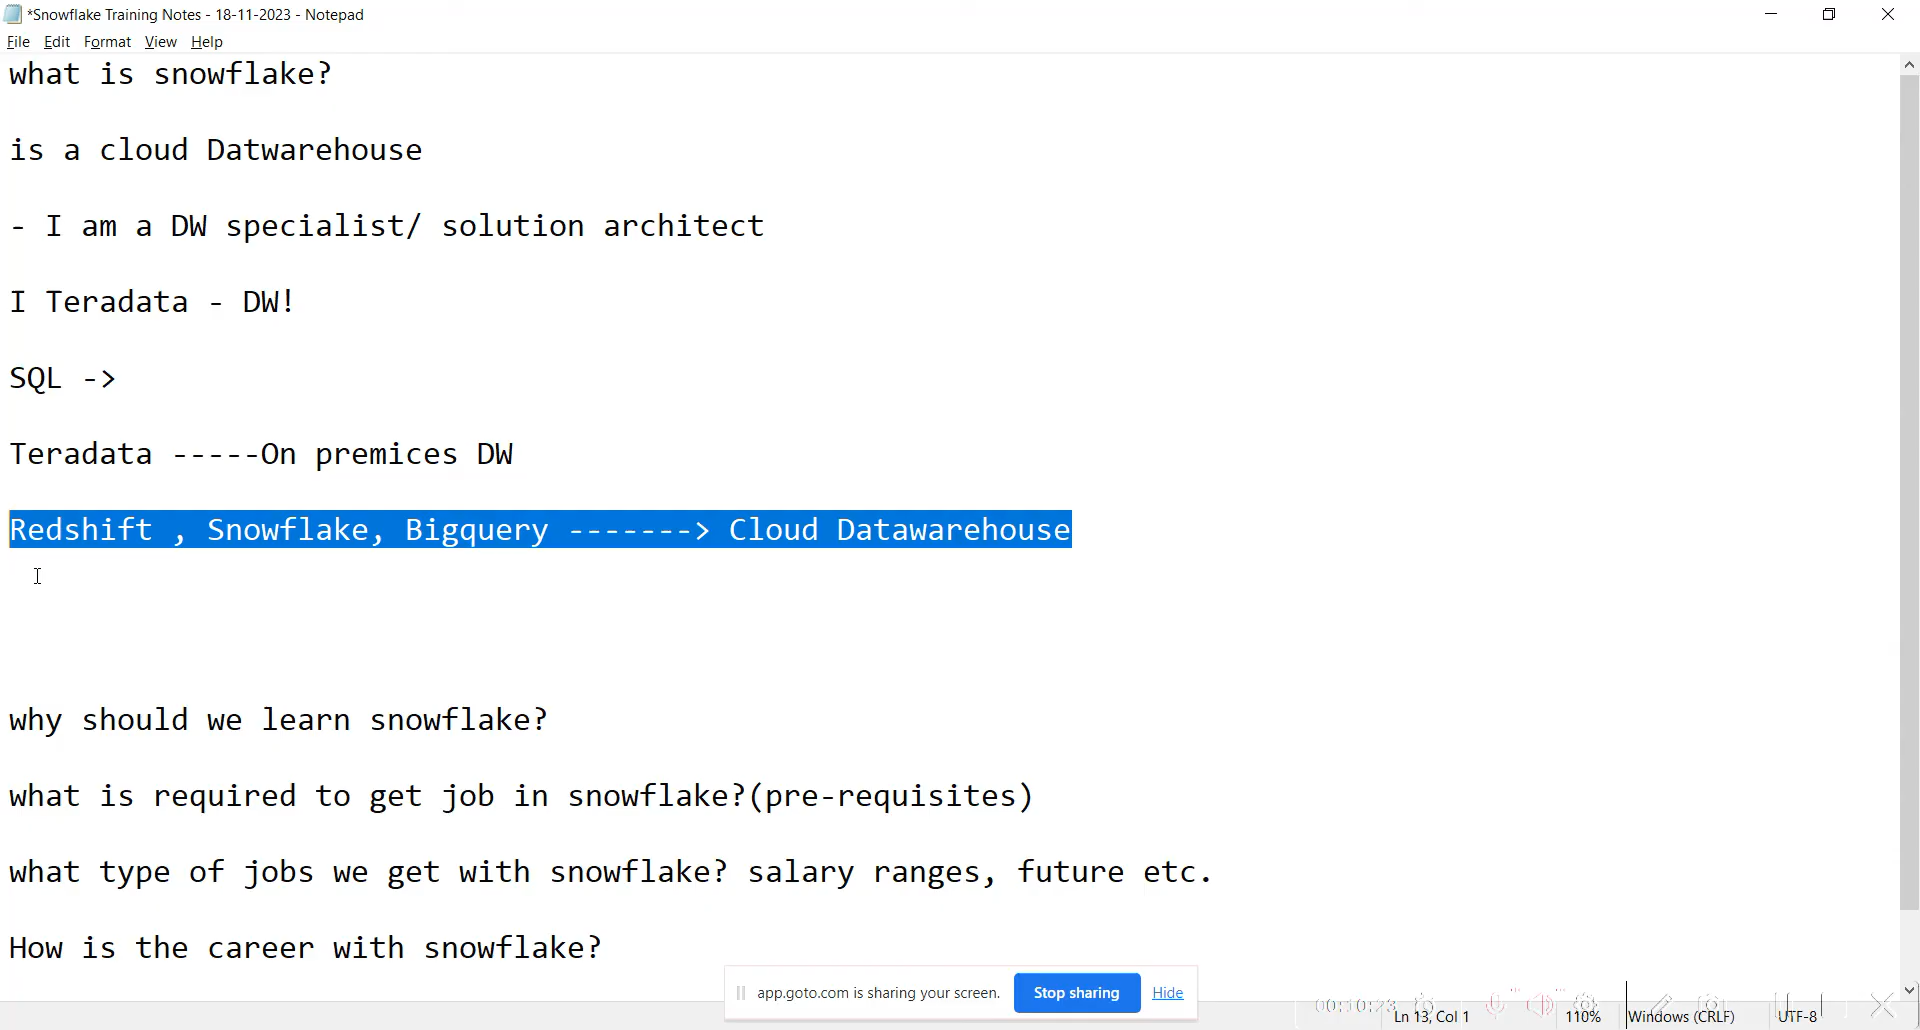 *Snowflake Training Notes - 18-11-2023 - Notepad
File Edit Format View Help
what is snowflake?
is a cloud Datwarehouse
- I am a DW specialist/ solution architect
I Teradata - DW!
SQL ->
Teradata -----On premices DW
Redshift , Snowflake, Bigquery -------> Cloud Datawarehouse
why should we learn snowflake?
what is required to get job in snowflake?(pre-requisites)
what type of jobs we get with snowflake? salary ranges, future etc.
How is the career with snowflake?
app.goto.com is sharing your screen. Stop sharing Hide
00:10:23
Ln 13, Col 1 110% Windows (CRLF) UTF-8